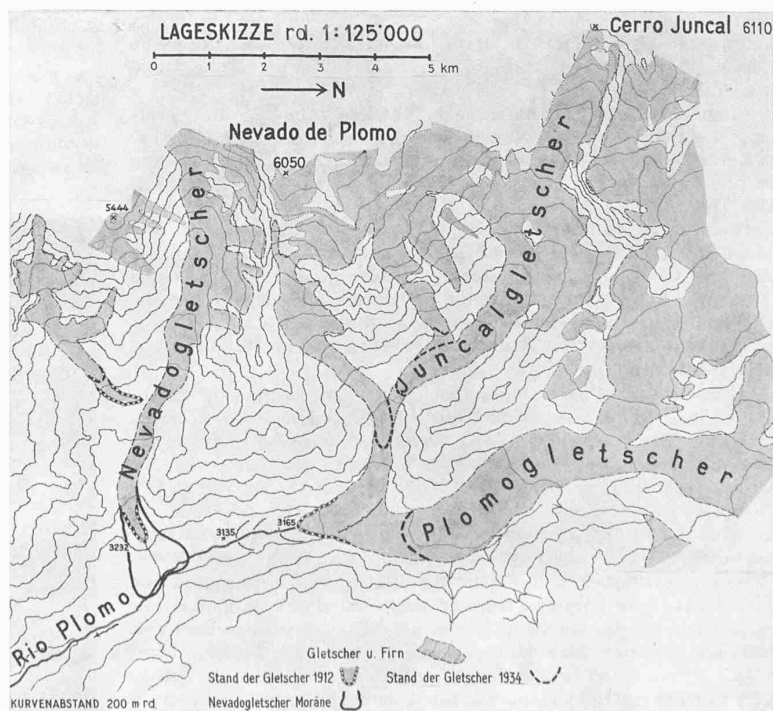 Cerro Juncal 6110
LAGESKIZZE rd. 1:125'000
0 1 2 3 4 5 km
N
Nevado de Plomo
6050
5444
Nevadogletscher
Juncalgletscher
Plomogletscher
3165
3135
3232
Rio Plomo
Gletscher u. Firn
Stand der Gletscher 1912 Stand der Gletscher 1934
KURVENABSTAND 200 m rd. Nevadogletscher Moräne